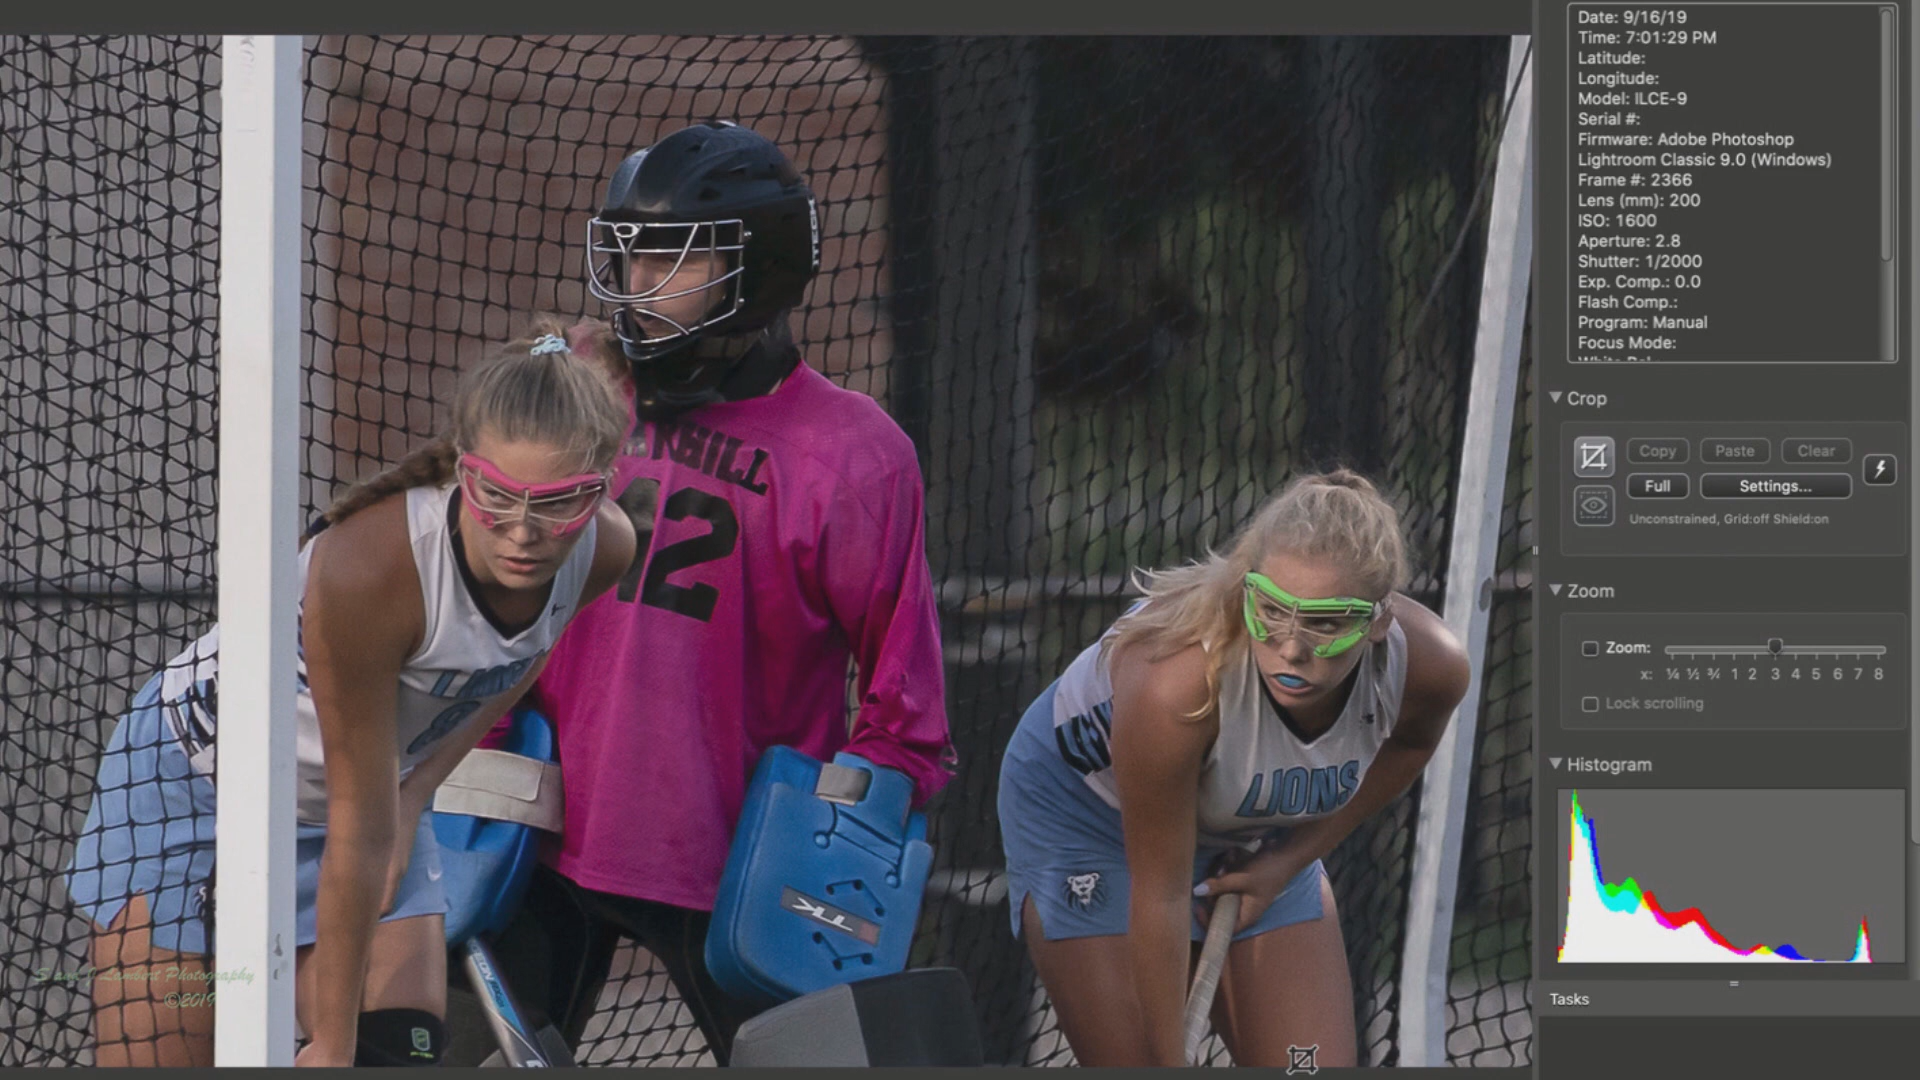 Date: 9/16/19
Time: 7:01:29 PM
Latitude:
Longitude:
Model: ILCE-9
Serial #:
Firmware: Adobe Photoshop
Lightroom Classic 9.0 (Windows)
Frame #: 2366
Lens (mm): 200
ISO: 1600
Aperture: 2.8
Shutter: 1/2000
Exp. Comp.: 0.0
Flash Comp.:
Program: Manual
Focus Mode:
Crop
Copy Paste Clear
Full Settings...
Unconstrained, Grid:off Shield:on
Zoom
Zoom:
x: ¼ ½ ¾ 1 2 3 4 5 6 7 8
Lock scrolling
Histogram
Tasks
ITECH
12
LIONS
TK
Lambert Photography
©2019